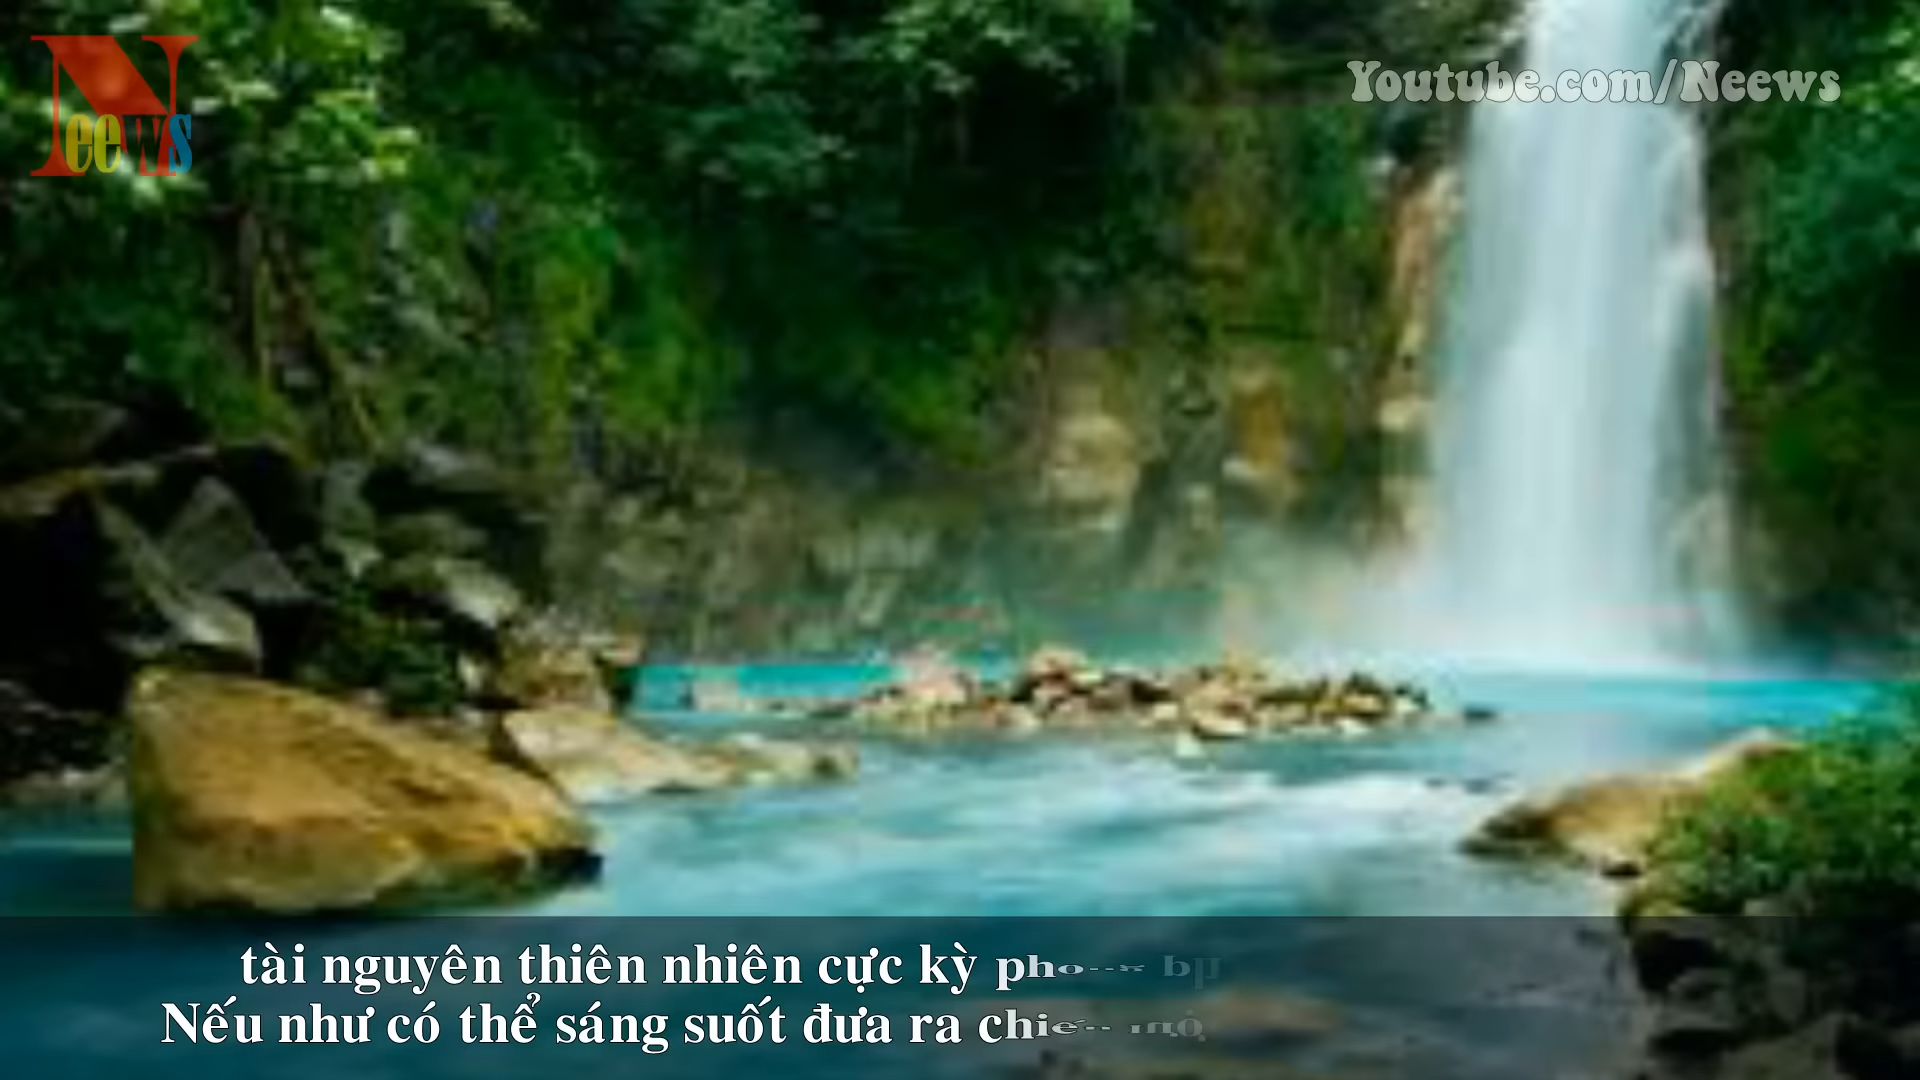 Neews
Youtube.com/Neews
tài nguyên thiên nhiên cực kỳ
Nếu như có thể sáng suốt đưa ra